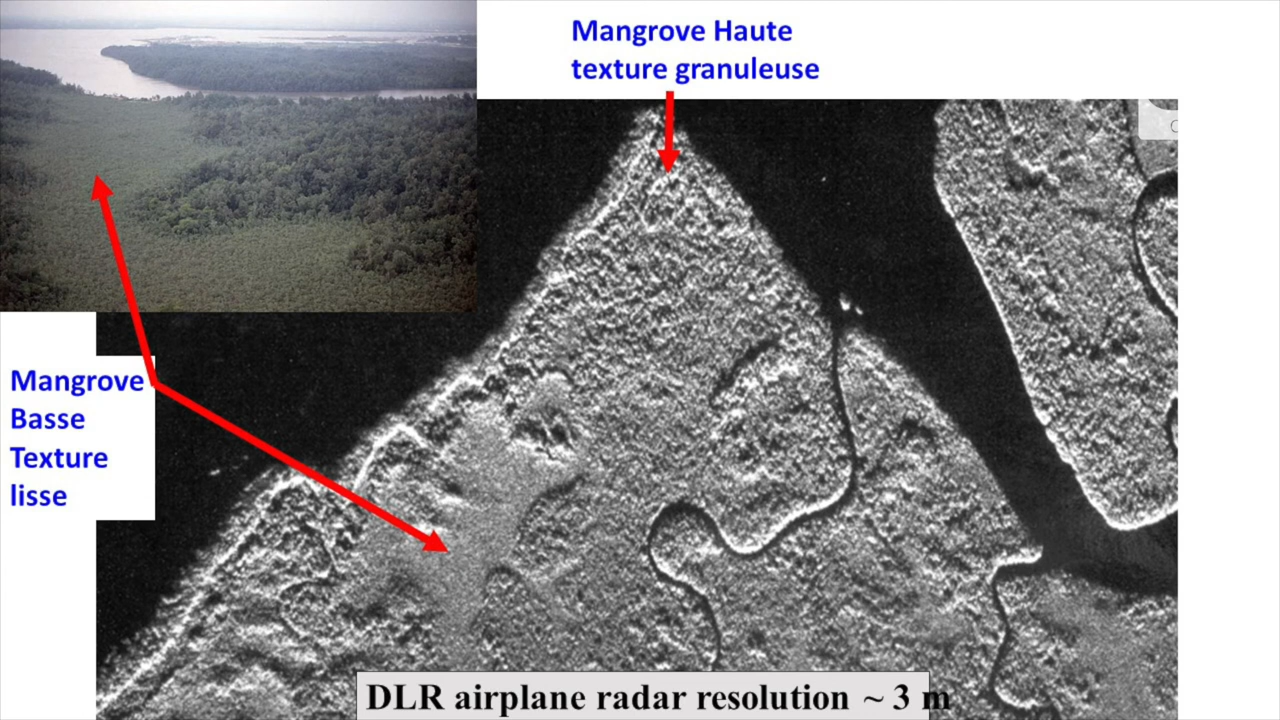 Mangrove Haute
texture granuleuse
Mangrove
Basse
Texture
lisse
DLR airplane radar resolution ~ 3 m